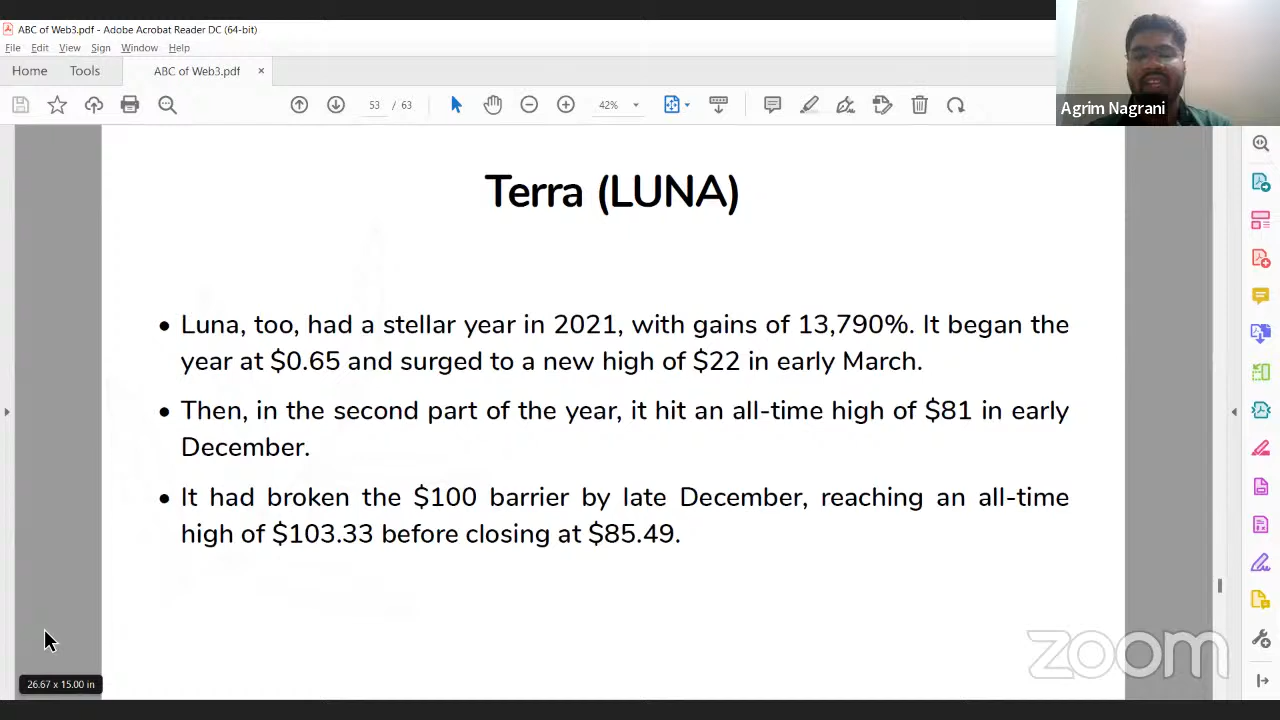 ABC of Web3.pdf - Adobe Acrobat Reader DC (64-bit)
File Edit View Sign Window Help
Home Tools ABC of Web3.pdf ×
53 / 63 42%
Agrim Nagrani
Terra (LUNA)
• Luna, too, had a stellar year in 2021, with gains of 13,790%. It began the
year at $0.65 and surged to a new high of $22 in early March.
• Then, in the second part of the year, it hit an all-time high of $81 in early
December.
• It had broken the $100 barrier by late December, reaching an all-time
high of $103.33 before closing at $85.49.
zoom
26.67 x 15.00 in